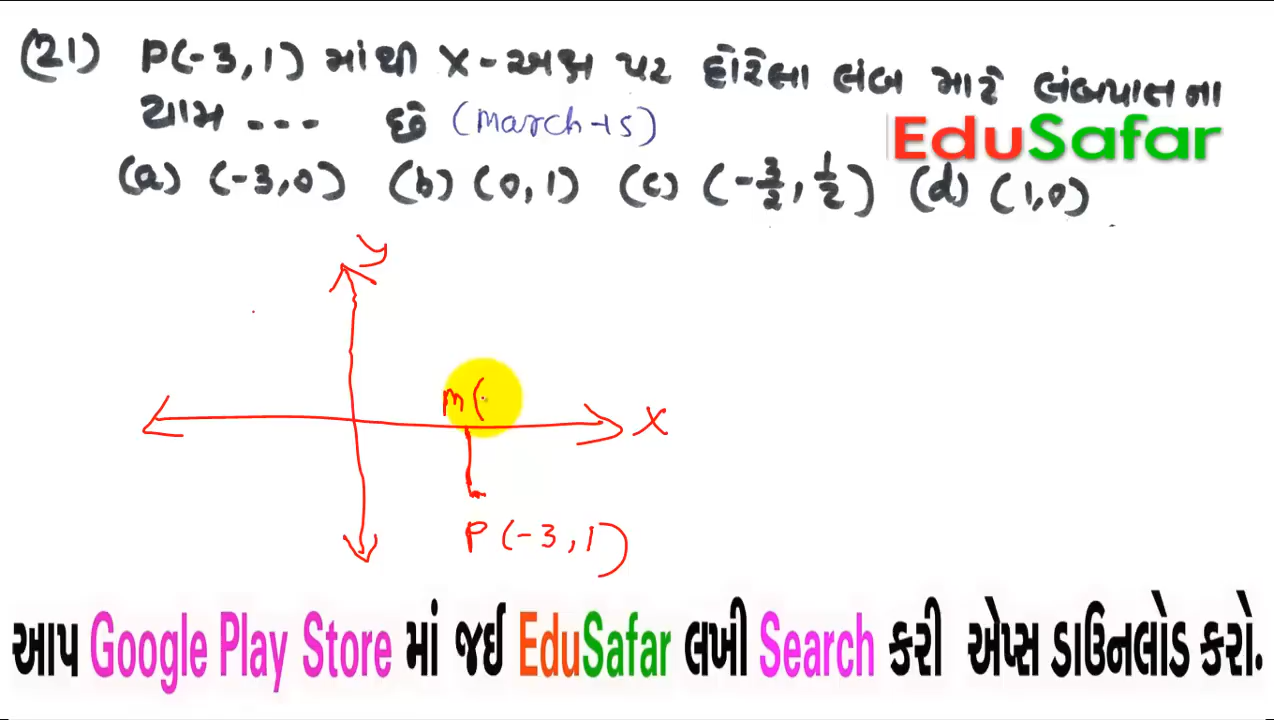 (21) P(-3,1) માંથી X-અક્ષ પર દોરેલા લંબ માટે લંબપાદના
યામ --- છે (March-15)
EduSafar
(a) (-3,0) (b) (0,1) (c) (-3/2, 1/2) (d) (1,0)
y
m(
X
P(-3,1)
આપ Google Play Store માં જઈ EduSafar લખી Search કરી એપ્સ ડાઉનલોડ કરો.